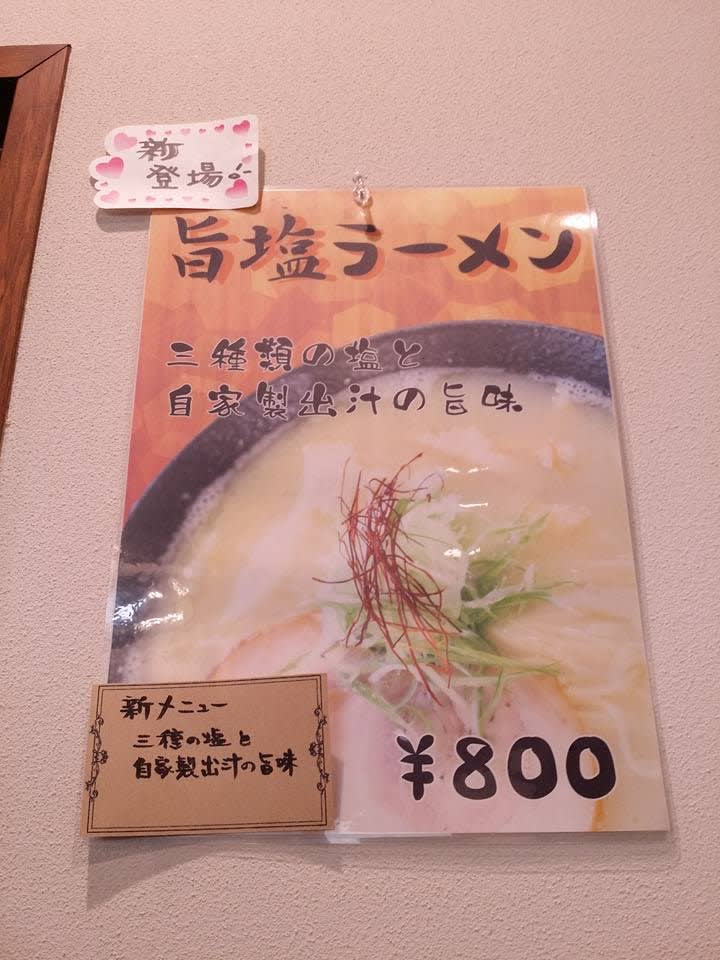 新
登場!
旨塩ラーメン
三種類の塩と
自家製出汁の旨味
新メニュー
三種の塩と
自家製出汁の旨味
¥800